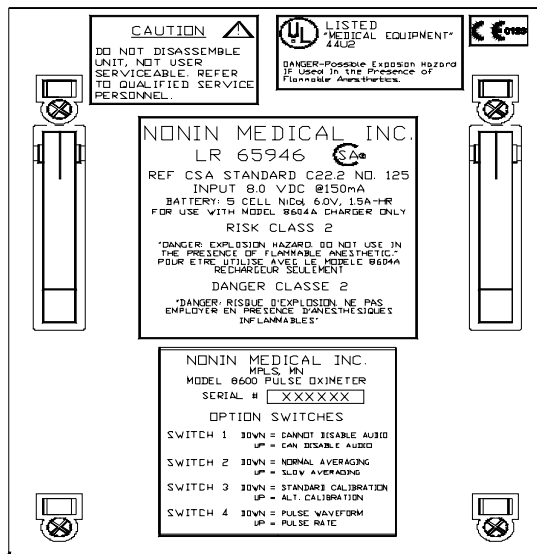 CAUTION
DO NOT DISASSEMBLE
UNIT, NOT USER
SERVICEABLE. REFER
TO QUALIFIED SERVICE
PERSONNEL.
UL
LISTED
"MEDICAL EQUIPMENT"
44U2
DANGER-Possible Exposion Hazard
If Used In the Presence of
Flammable Anesthetics.
CE 0123
NONIN MEDICAL INC.
LR 65946 SA
REF CSA STANDARD C22.2 NO. 125
INPUT 8.0 VDC @150mA
BATTERY: 5 CELL NiCd, 6.0V, 1.5A-HR
FOR USE WITH MODEL 8604A CHARGER ONLY
RISK CLASS 2
"DANGER: EXPLOSION HAZARD. DO NOT USE IN
THE PRESENCE OF FLAMMABLE ANESTHETIC."
POUR ETRE UTILISE AVEC LE MODELE 8604A
RECHARGEUR SEULEMENT
DANGER CLASSE 2
"DANGER: RISQUE D'EXPLOSION. NE PAS
EMPLOYER EN PRESENCE D'ANESTHESIQUES
INFLAMMABLES"
NONIN MEDICAL INC.
MPLS, MN
MODEL 8600 PULSE OXIMETER
SERIAL # XXXXXX
OPTION SWITCHES
SWITCH 1 DOWN = CANNOT DISABLE AUDIO
UP = CAN DISABLE AUDIO
SWITCH 2 DOWN = NORMAL AVERAGING
UP = SLOW AVERAGING
SWITCH 3 DOWN = STANDARD CALIBRATION
UP = ALT. CALIBRATION
SWITCH 4 DOWN = PULSE WAVEFORM
UP = PULSE RATE